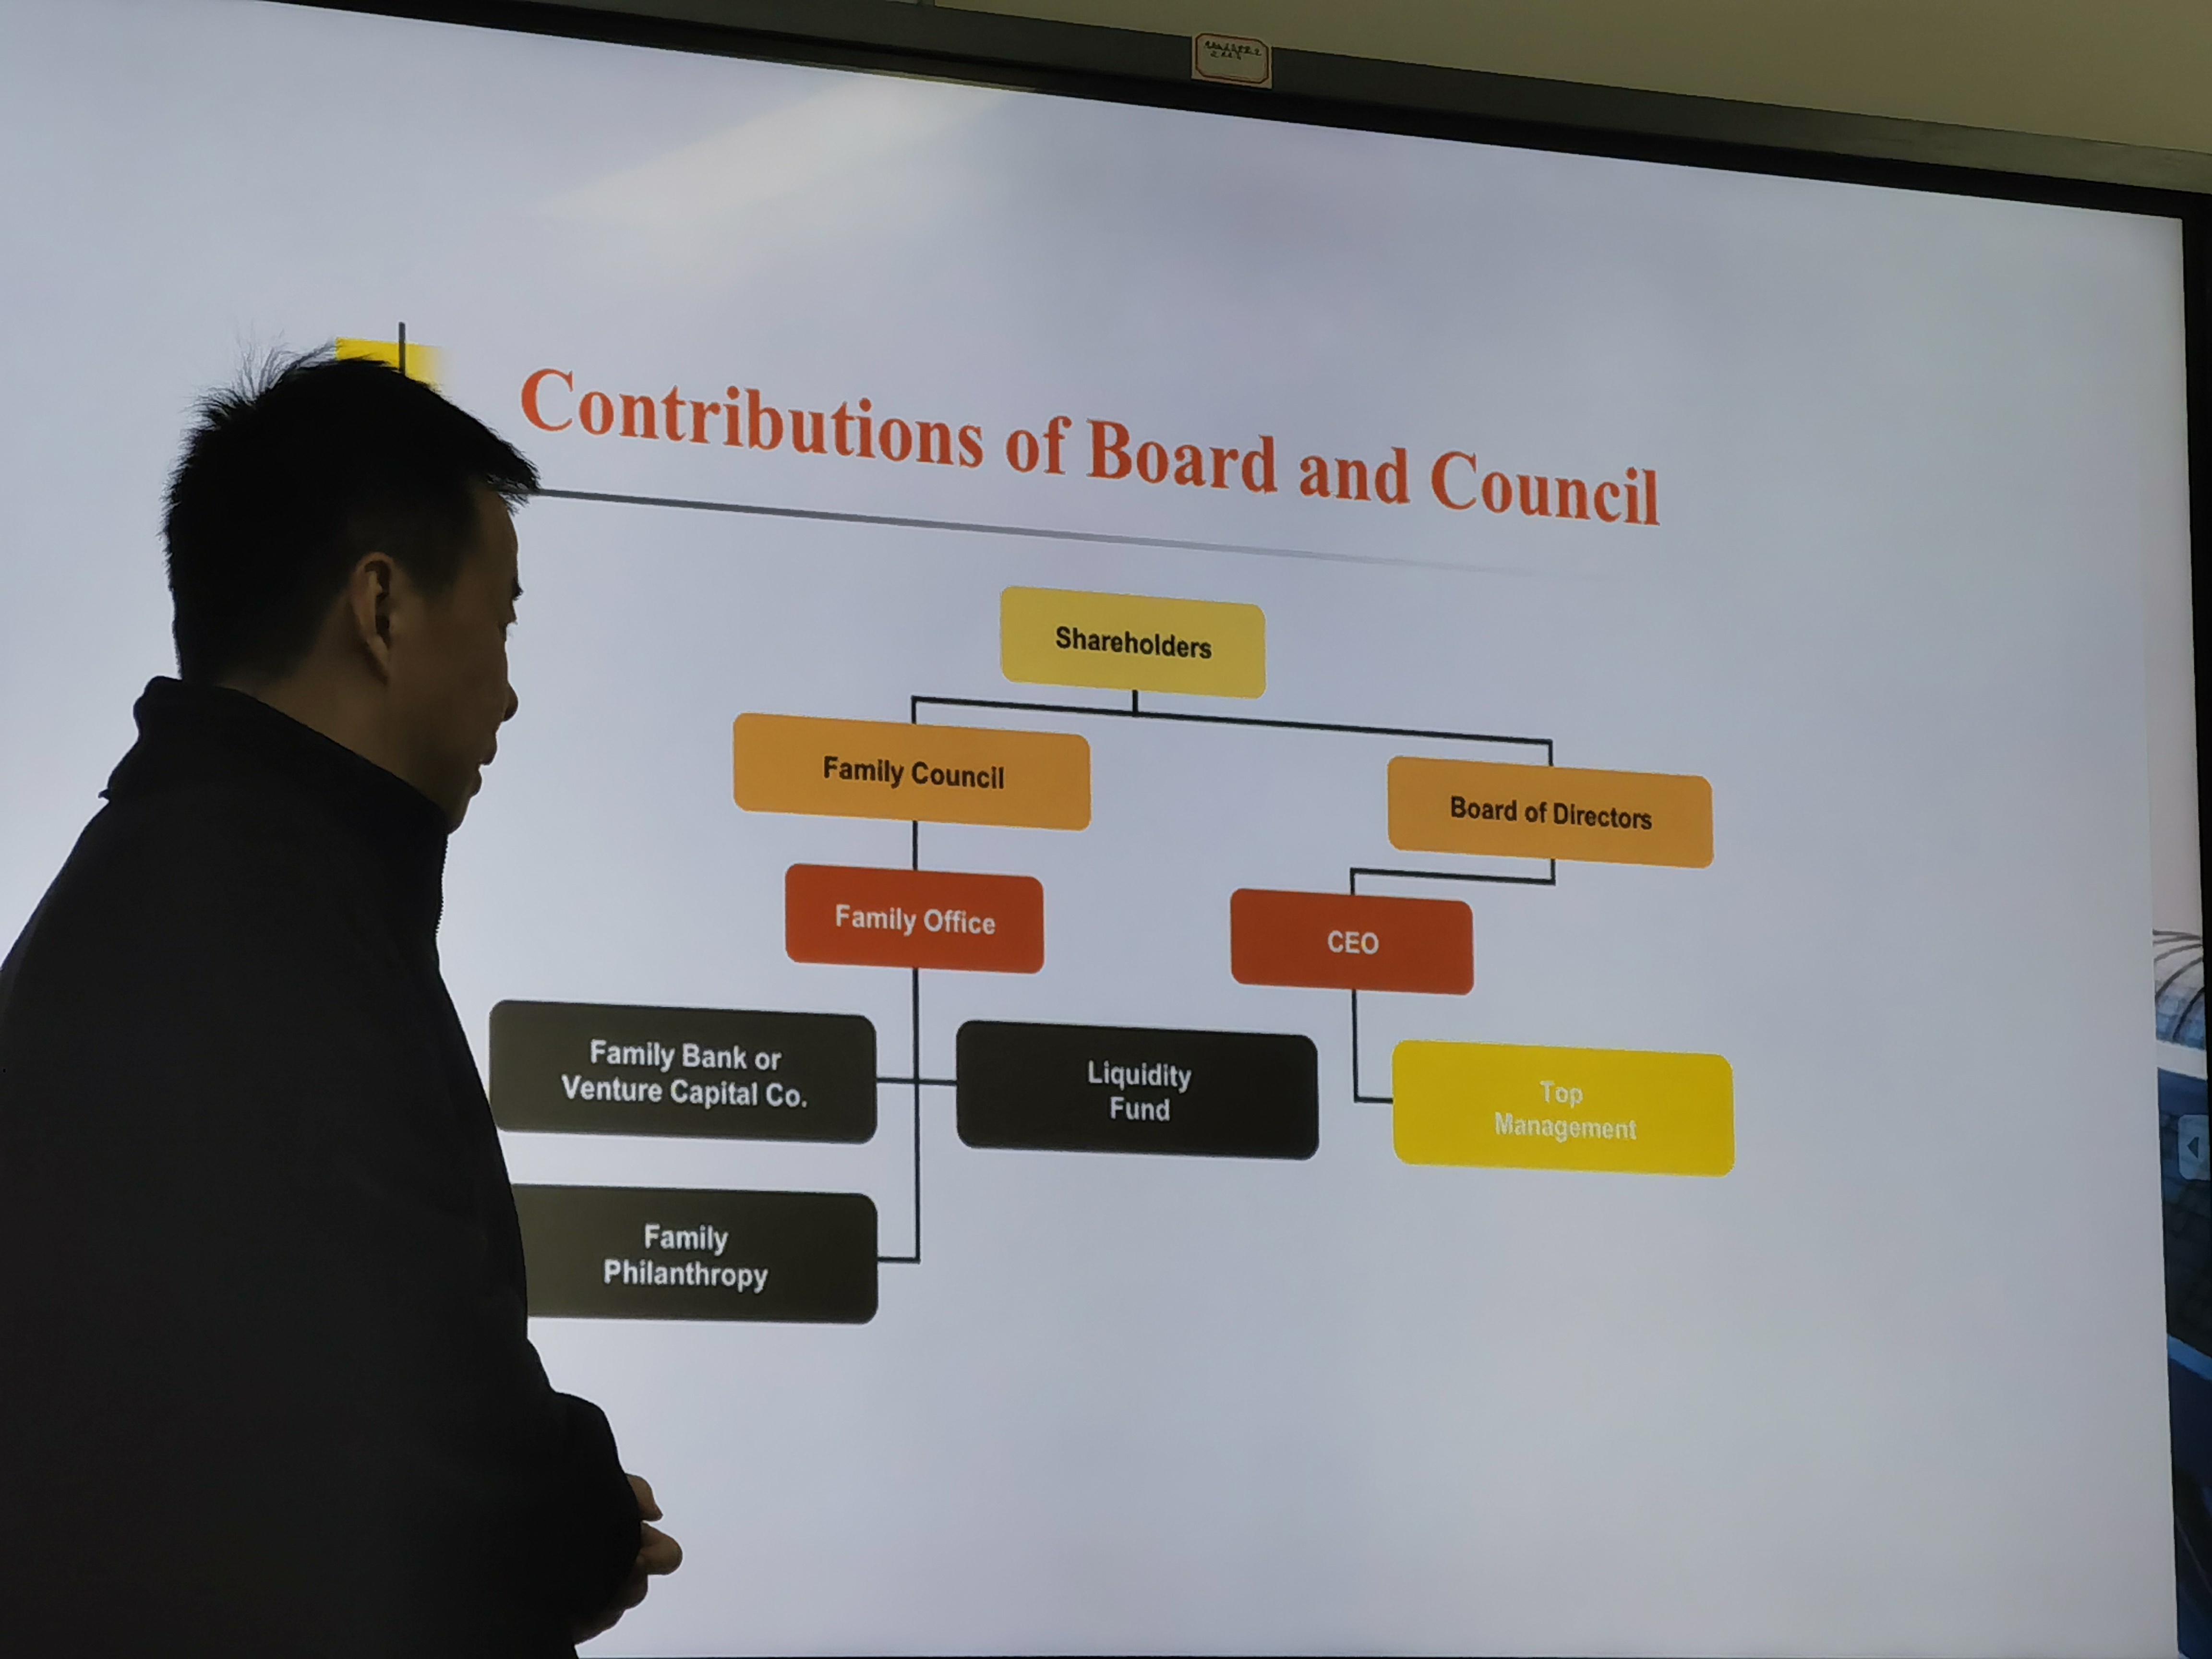 Contributions of Board and Council
Shareholders
Family Council
Board of Directors
Family Office
CEO
Family Bank or
Venture Capital Co.
Liquidity
Fund
Top
Management
Family
Philanthropy